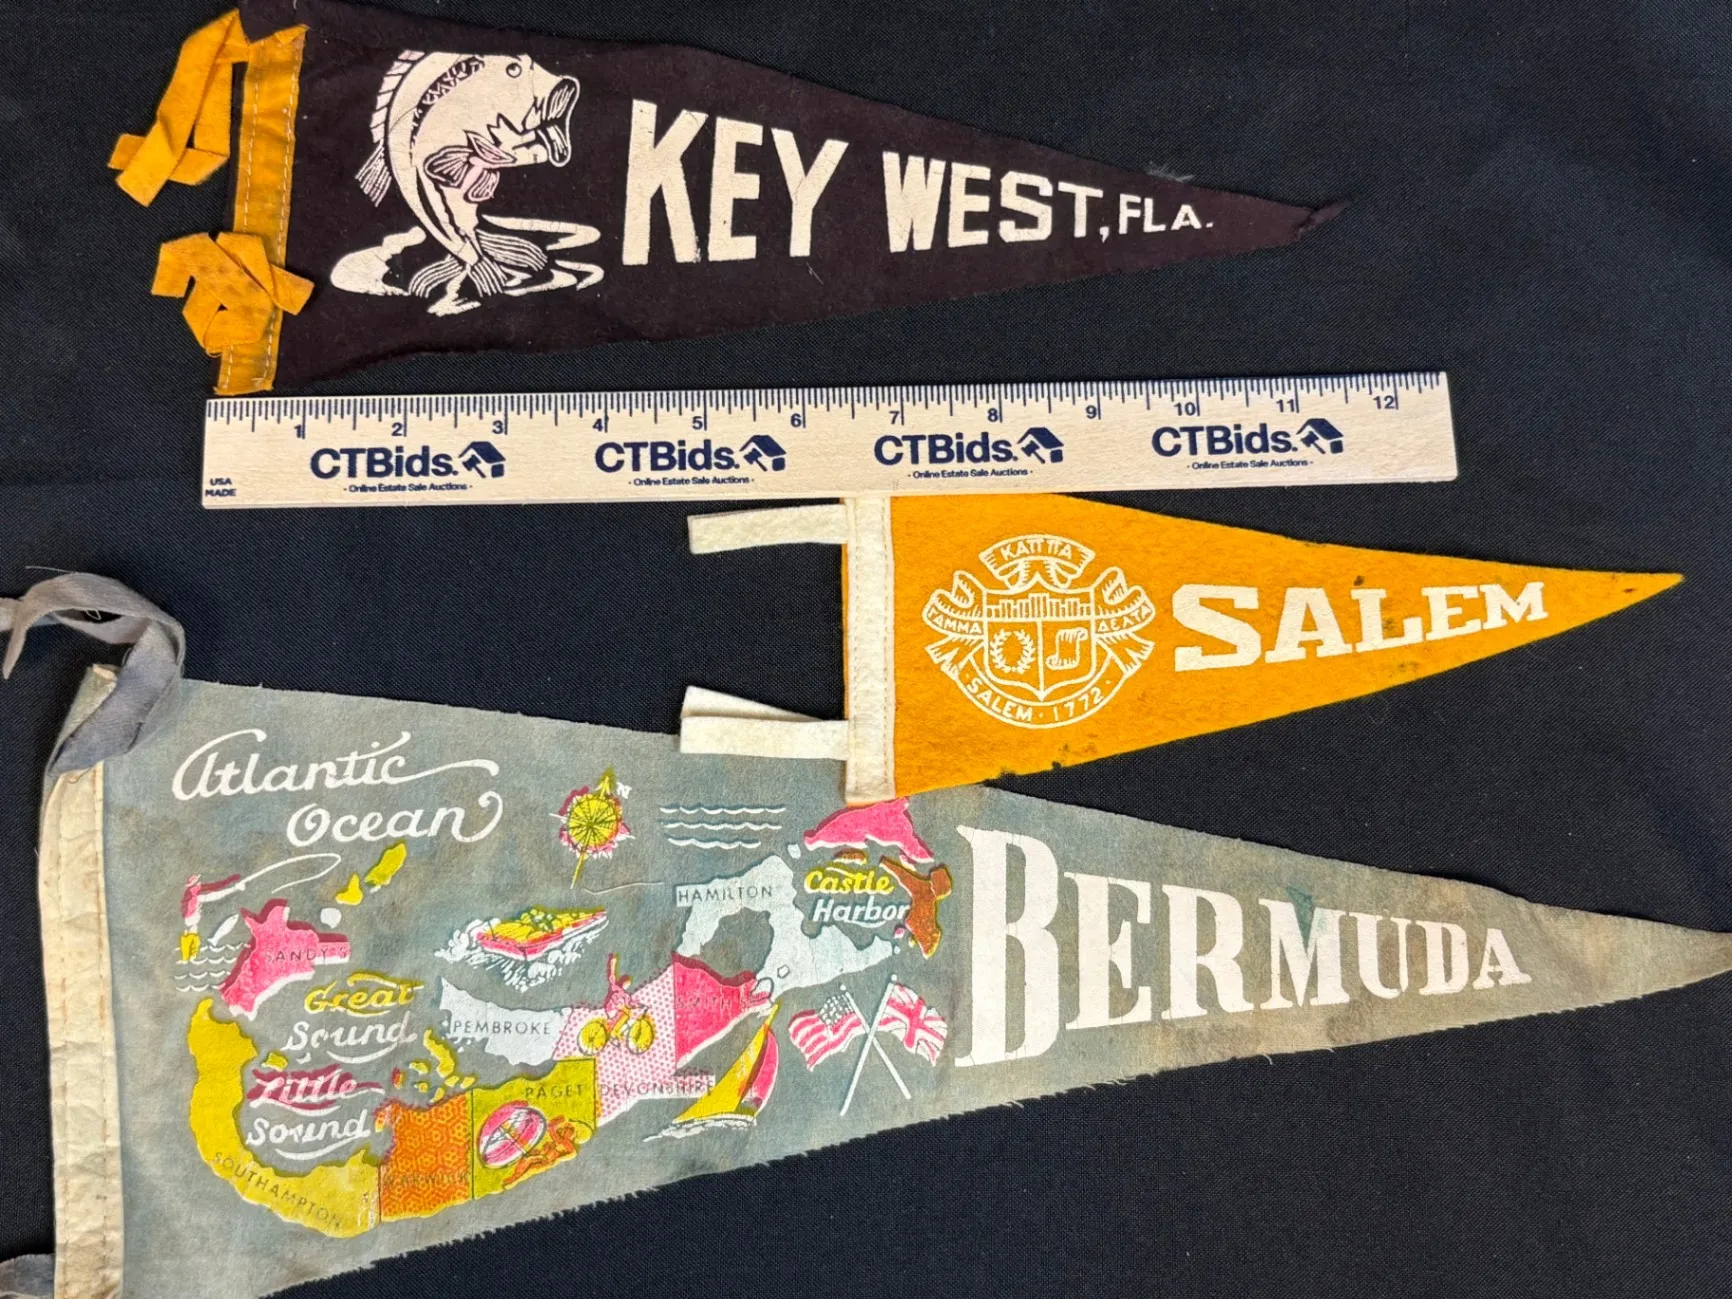 KEY WEST, FLA.
1 2 3 4 5 6 7 8 9 10 11 12
CTBids. CTBids. CTBids. CTBids.
· Online Estate Sale Auctions · · Online Estate Sale Auctions · · Online Estate Sale Auctions · · Online Estate Sale Auctions ·
USA
MADE
ΚΑΠΠΑ
ΓΑΜΜΑ ΔΕΛΤΑ
SALEM · 1772 ·
SALEM
Atlantic
Ocean
N
HAMILTON
Castle
Harbor
BERMUDA
SANDY'S
Great
Sound
PEMBROKE
SMITH'S
Little
Sound
PAGET
DEVONSHIRE
SOUTHAMPTON
WARWICK